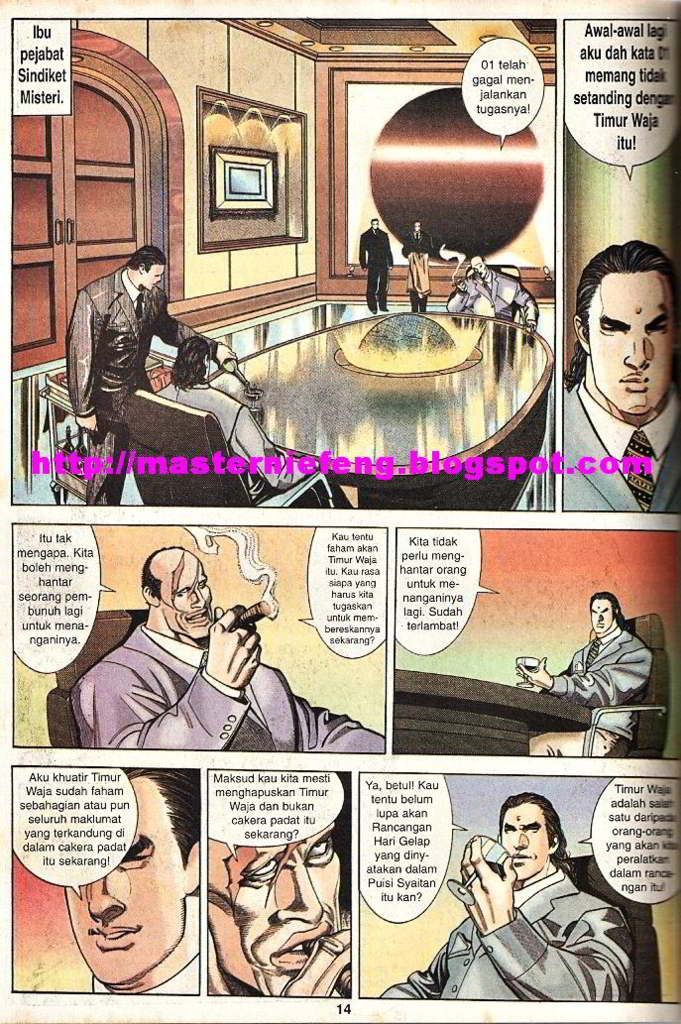 Ibu
pejabat
Sindiket
Misteri.
01 telah
gagal men-
jalankan
tugasnya!
Awal-awal lagi
aku dah kata 01
memang tidak
setanding dengan
Timur Waja
itu!
http://masterniefeng.blogspot.com
Itu tak
mengapa. Kita
boleh meng-
hantar
seorang pem-
bunuh lagi
untuk mena-
nganinya.
Kau tentu
faham akan
Timur Waja
itu. Kau rasa
siapa yang
harus kita
tugaskan
untuk mem-
bereskannya
sekarang?
Kita tidak
perlu meng-
hantar orang
untuk me-
nanganinya
lagi. Sudah
terlambat!
Aku khuatir Timur
Waja sudah faham
sebahagian atau pun
seluruh maklumat
yang terkandung di
dalam cakera padat
itu sekarang!
Maksud kau kita mesti
menghapuskan Timur
Waja dan bukan
cakera padat itu
sekarang?
Ya, betul! Kau
tentu belum
lupa akan
Rancangan
Hari Gelap
yang diny-
atakan dalam
Puisi Syaitan
itu kan?
Timur Waja
adalah salah
satu daripada
orang-orang
yang akan kita
peralatkan
dalam ranca-
ngan itu!
14